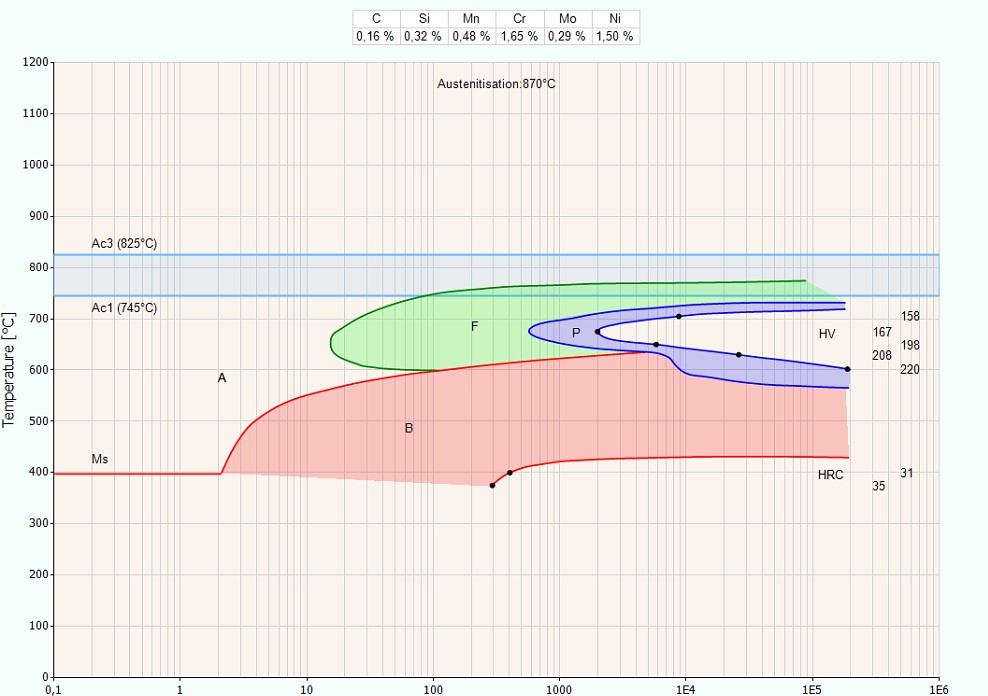 C Si Mn Cr Mo Ni
0,16 % 0,32 % 0,48 % 1,65 % 0,29 % 1,50 %
1200
Austenitisation:870°C
1100
1000
900
Ac3 (825°C)
800
Ac1 (745°C)
700
158
F
P
HV
167
198
208
600
220
A
Temperature [°C]
500
B
Ms
400
HRC
31
35
300
200
100
0
0,1 1 10 100 1000 1E4 1E5 1E6